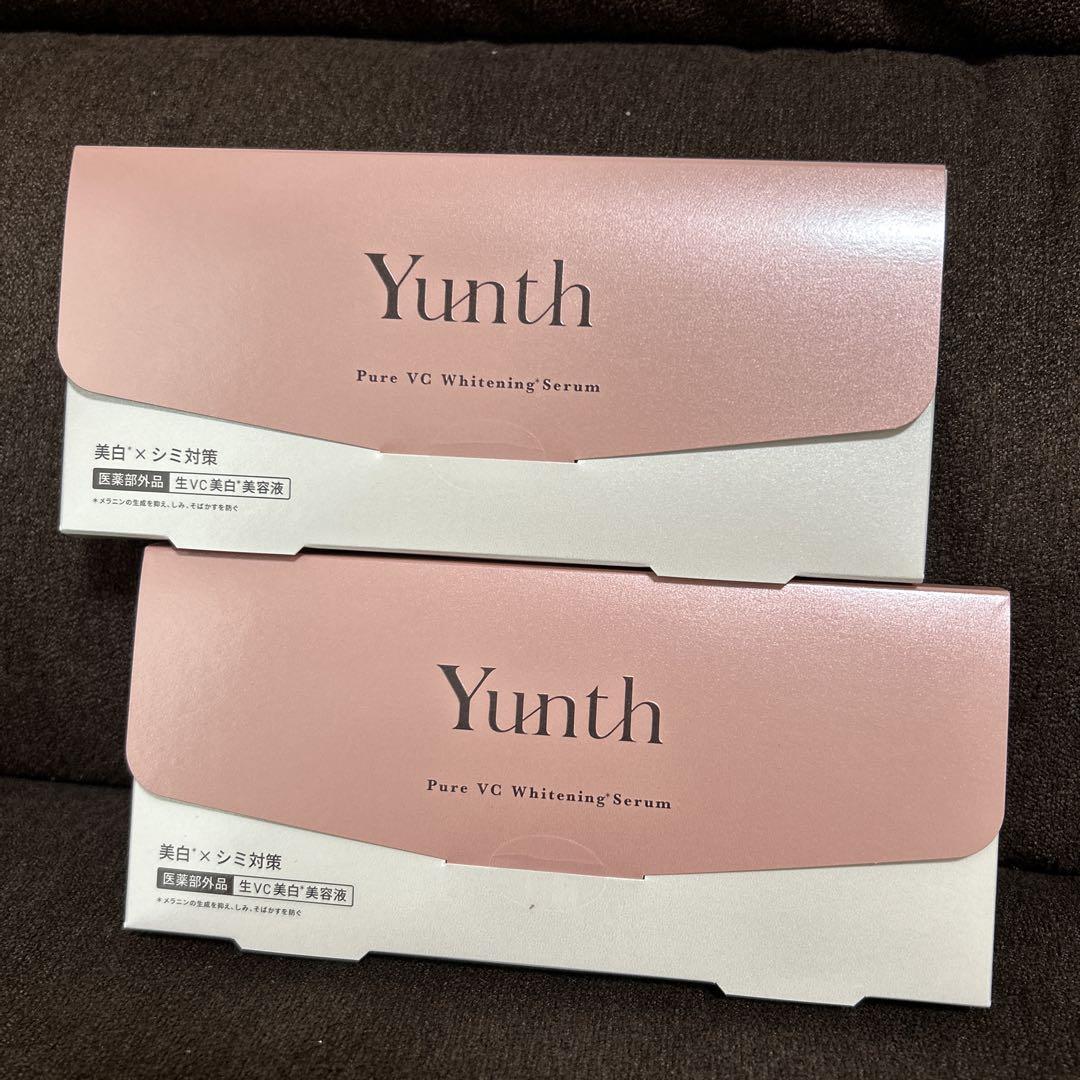 Yunth
Pure VC Whitening*Serum
美白*×シミ対策
医薬部外品 生VC美白*美容液
*メラニンの生成を抑え、しみ、そばかすを防ぐ
Yunth
Pure VC Whitening*Serum
美白*×シミ対策
医薬部外品 生VC美白*美容液
*メラニンの生成を抑え、しみ、そばかすを防ぐ